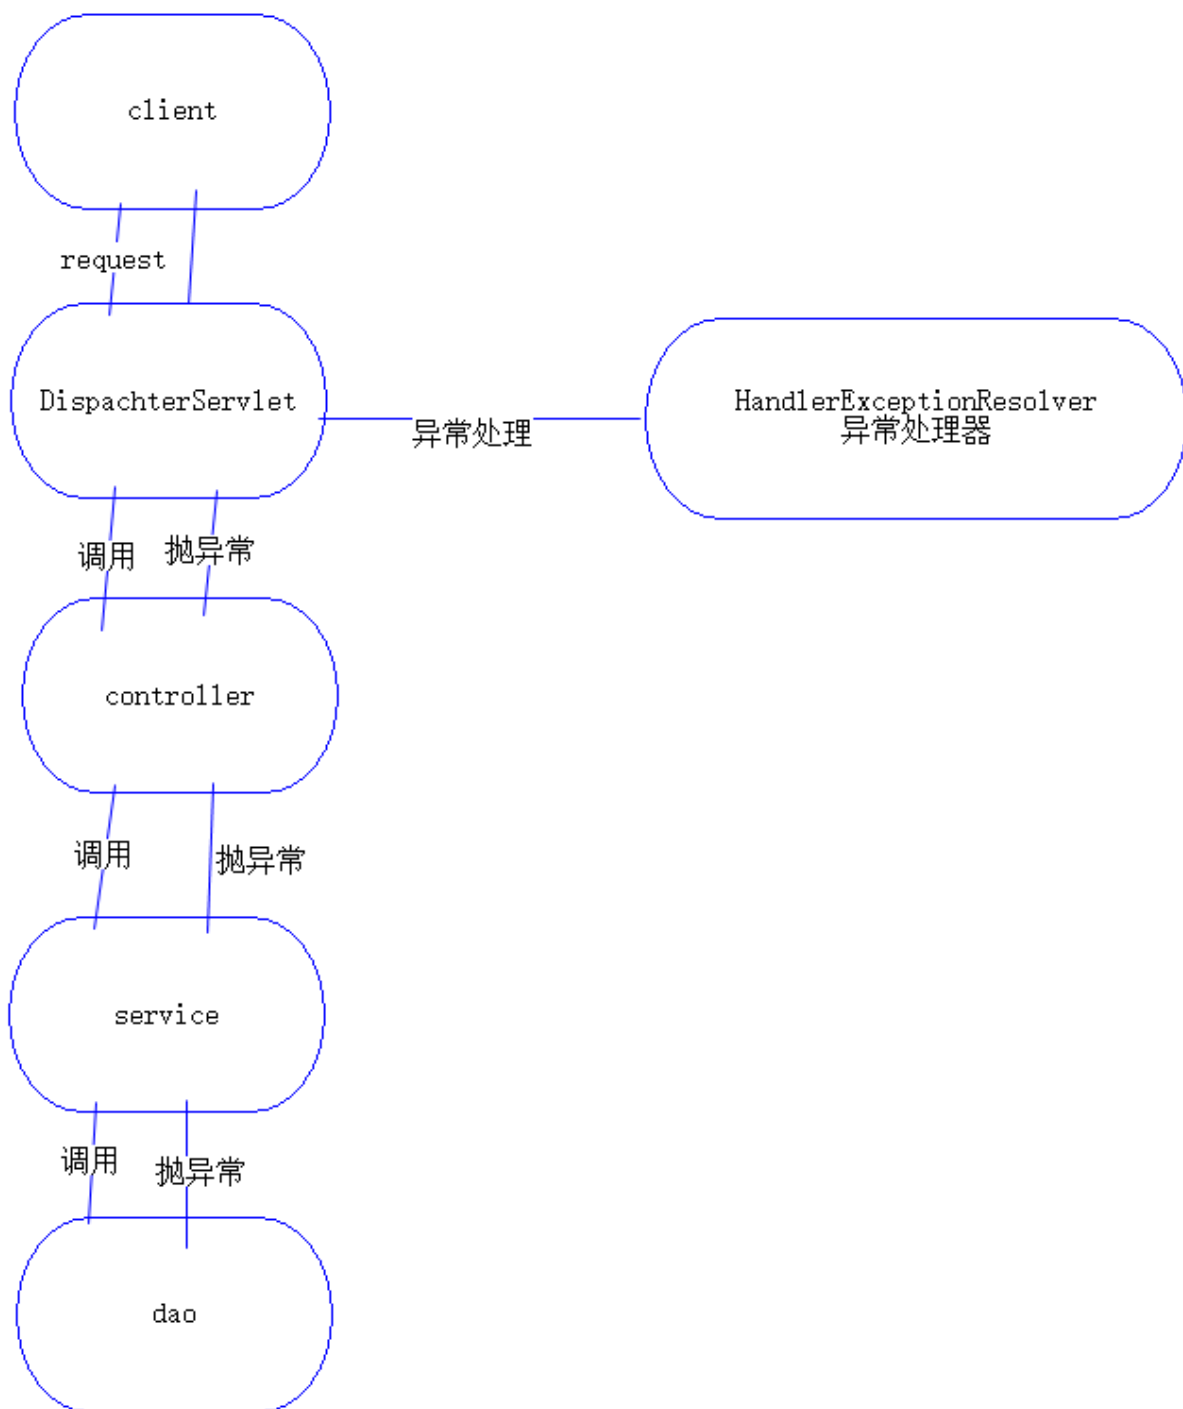 client
request
DispachterServlet
HandlerExceptionResolver
异常处理器
异常处理
调用
抛异常
controller
调用
抛异常
service
调用
抛异常
dao